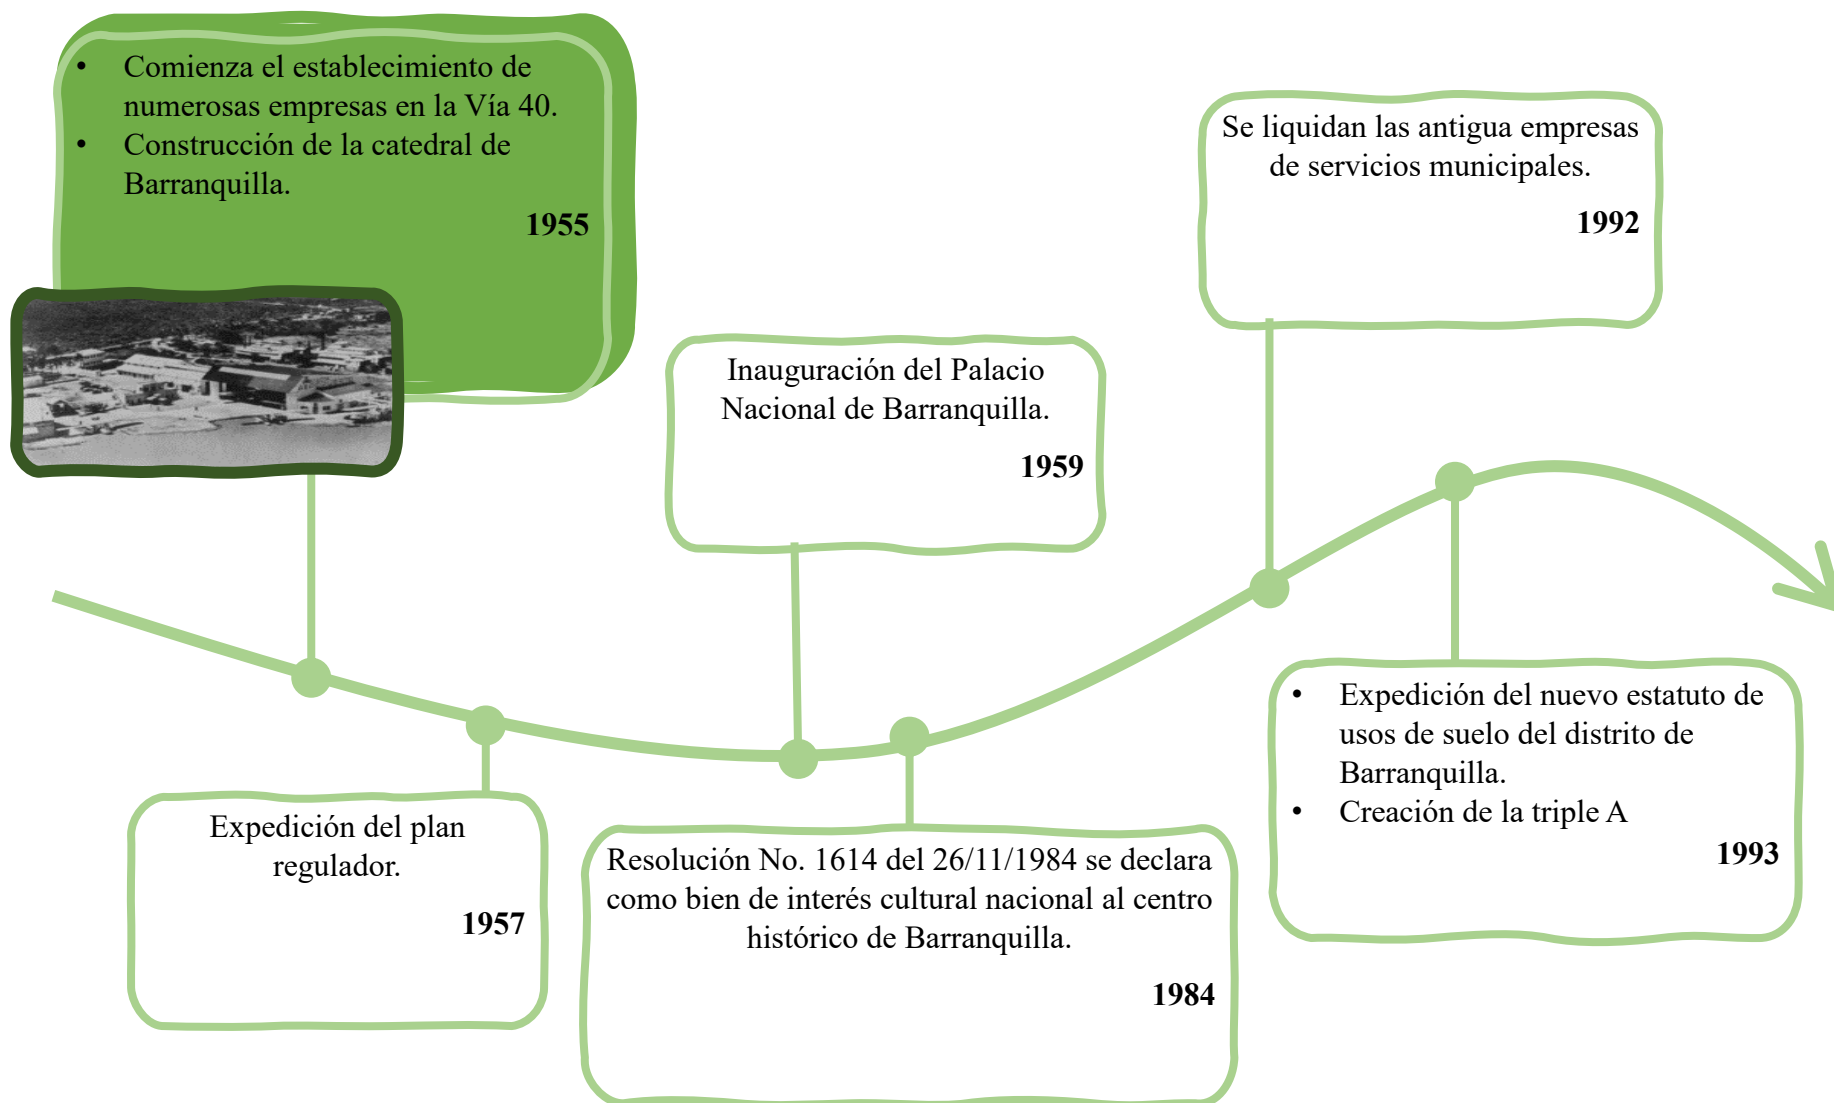 • Comienza el establecimiento de
numerosas empresas en la Vía 40.
• Construcción de la catedral de
Barranquilla.
1955
Expedición del plan
regulador.
1957
Inauguración del Palacio
Nacional de Barranquilla.
1959
Resolución No. 1614 del 26/11/1984 se declara
como bien de interés cultural nacional al centro
histórico de Barranquilla.
1984
Se liquidan las antigua empresas
de servicios municipales.
1992
• Expedición del nuevo estatuto de
usos de suelo del distrito de
Barranquilla.
• Creación de la triple A
1993